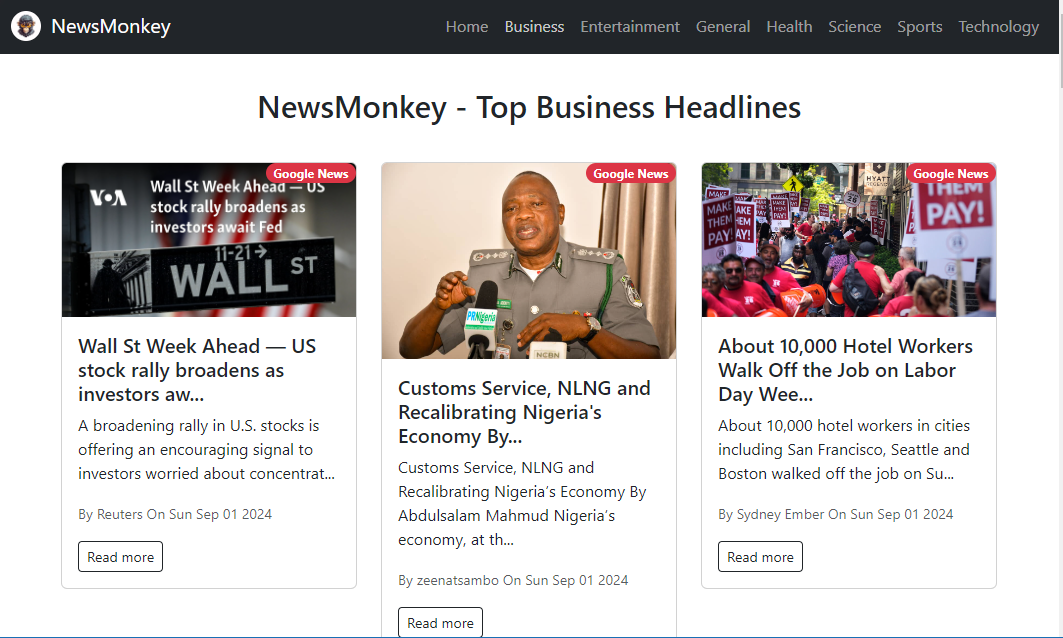 NewsMonkey
Home Business Entertainment General Health Science Sports Technology
NewsMonkey - Top Business Headlines
Google News
VOA
Wall St Week Ahead — US
stock rally broadens as
investors await Fed
11-21→
WALL ST
Wall St Week Ahead — US
stock rally broadens as
investors aw...
A broadening rally in U.S. stocks is
offering an encouraging signal to
investors worried about concentrat...
By Reuters On Sun Sep 01 2024
Read more
Google News
PRNigeria
NCBN
Customs Service, NLNG and
Recalibrating Nigeria's
Economy By...
Customs Service, NLNG and
Recalibrating Nigeria’s Economy By
Abdulsalam Mahmud Nigeria’s
economy, at th...
By zeenatsambo On Sun Sep 01 2024
Read more
Google News
HYATT
REGENCY
MAKE
THEM
PAY!
MAKE
THEM
PAY!
THEM
PAY!
About 10,000 Hotel Workers
Walk Off the Job on Labor
Day Wee...
About 10,000 hotel workers in cities
including San Francisco, Seattle and
Boston walked off the job on Su...
By Sydney Ember On Sun Sep 01 2024
Read more